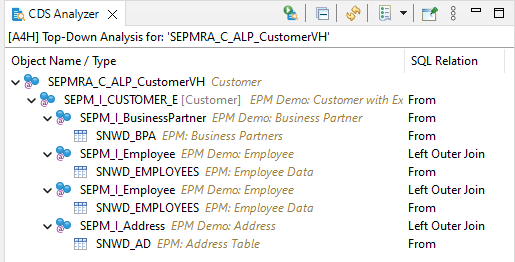 CDS Analyzer
[A4H] Top-Down Analysis for: 'SEPMRA_C_ALP_CustomerVH'
Object Name / Type SQL Relation
SEPMRA_C_ALP_CustomerVH Customer
SEPM_I_CUSTOMER_E [Customer] EPM Demo: Customer with Ex From
SEPM_I_BusinessPartner EPM Demo: Business Partner From
SNWD_BPA EPM: Business Partners From
SEPM_I_Employee EPM Demo: Employee Left Outer Join
SNWD_EMPLOYEES EPM: Employee Data From
SEPM_I_Employee EPM Demo: Employee Left Outer Join
SNWD_EMPLOYEES EPM: Employee Data From
SEPM_I_Address EPM Demo: Address Left Outer Join
SNWD_AD EPM: Address Table From